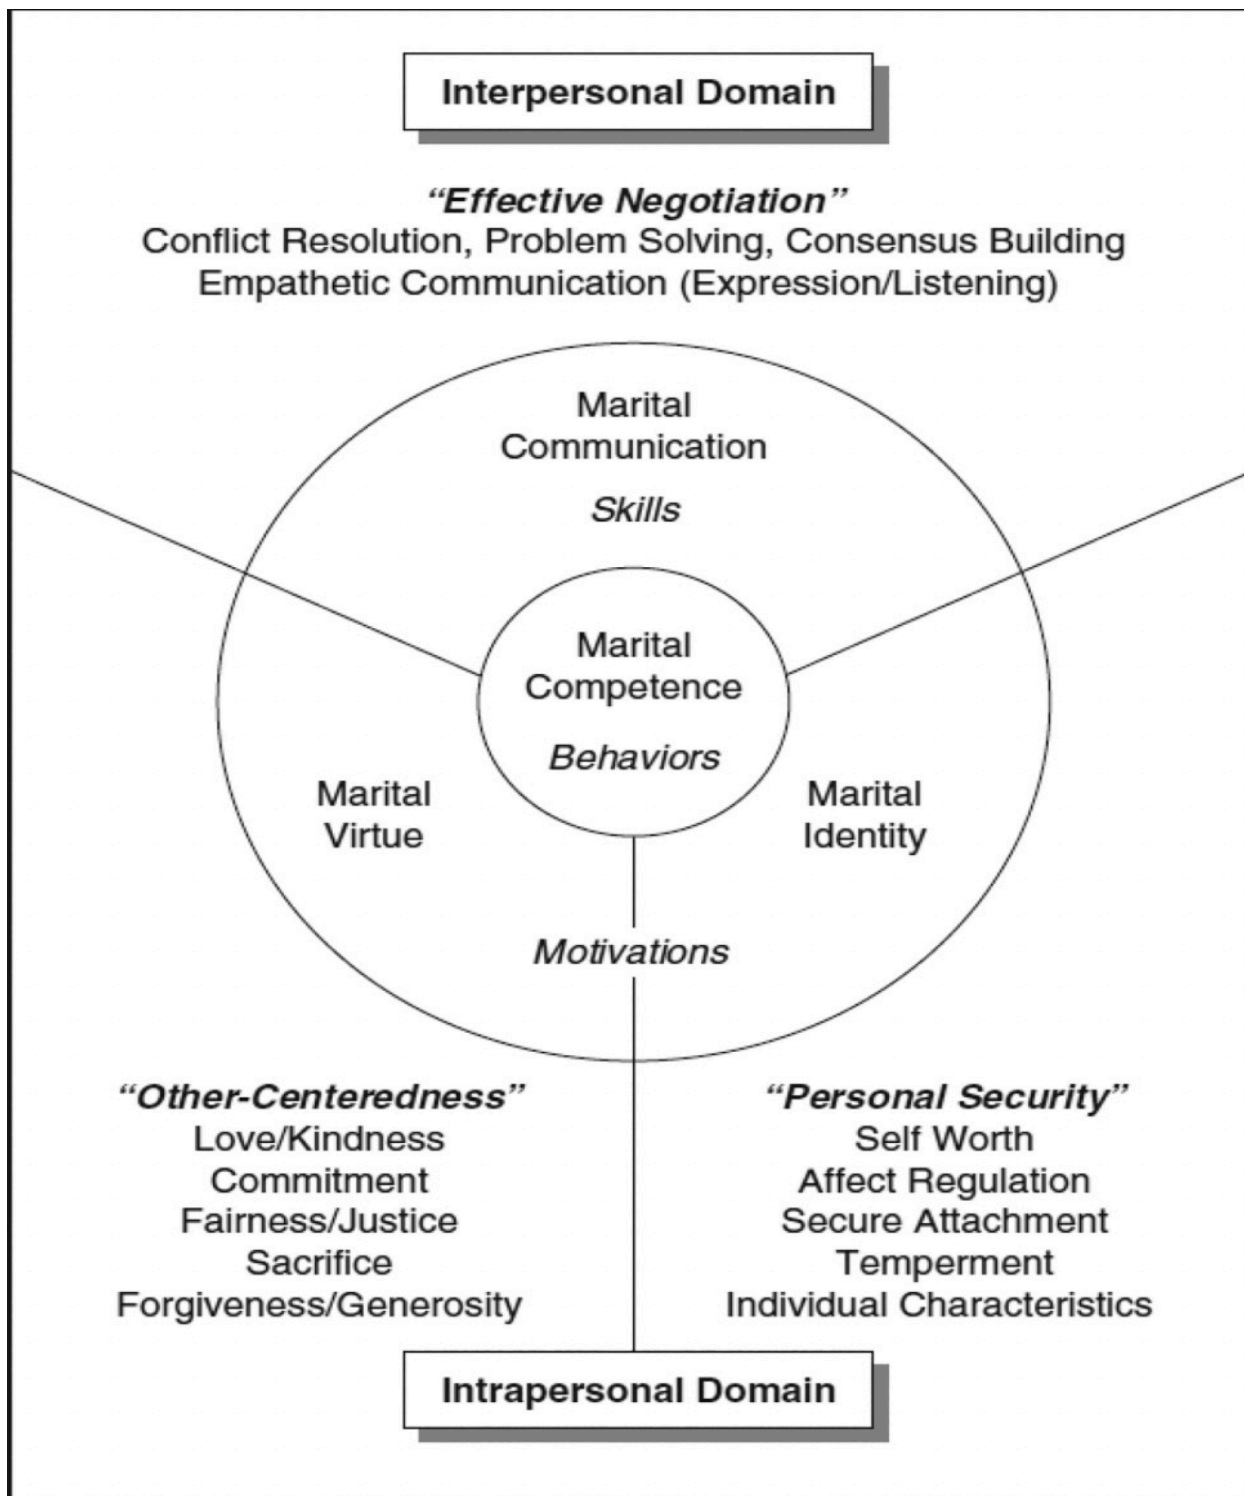 Interpersonal Domain
“Effective Negotiation”
Conflict Resolution, Problem Solving, Consensus Building
Empathetic Communication (Expression/Listening)
Marital
Communication
Skills
Marital
Competence
Behaviors
Marital
Virtue
Marital
Identity
Motivations
“Other-Centeredness”
Love/Kindness
Commitment
Fairness/Justice
Sacrifice
Forgiveness/Generosity
“Personal Security”
Self Worth
Affect Regulation
Secure Attachment
Temperment
Individual Characteristics
Intrapersonal Domain